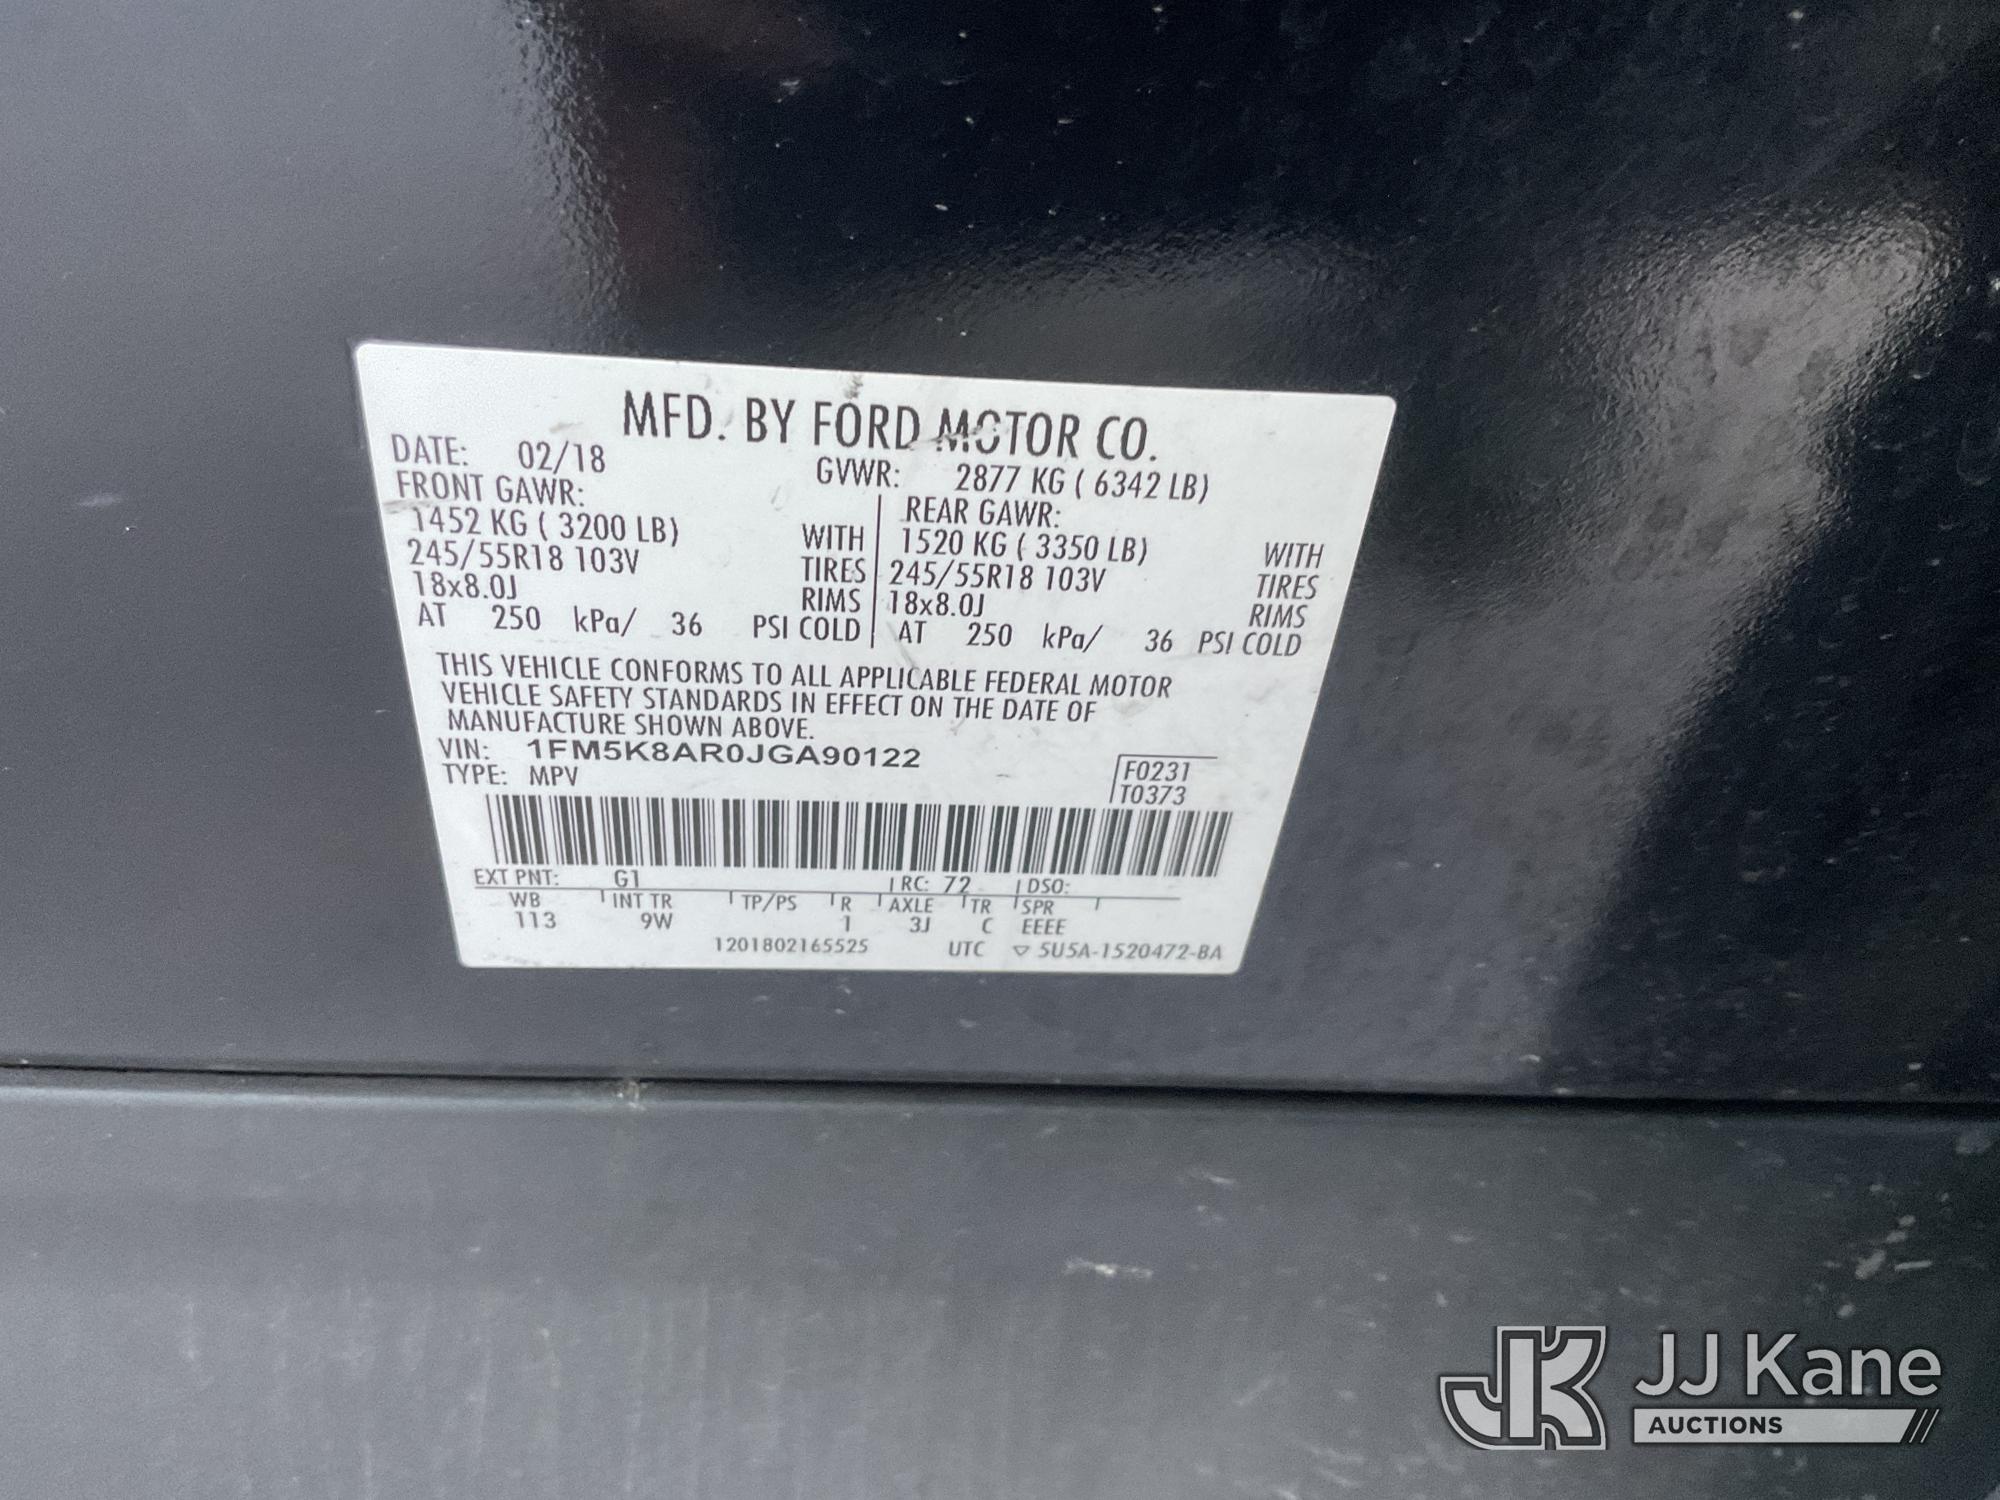 MFD. BY FORD MOTOR CO.
DATE: 02/18 GVWR: 2877 KG ( 6342 LB)
FRONT GAWR: REAR GAWR:
1452 KG ( 3200 LB) WITH 1520 KG ( 3350 LB) WITH
245/55R18 103V TIRES 245/55R18 103V TIRES
18x8.0J RIMS 18x8.0J RIMS
AT 250 kPa/ 36 PSI COLD AT 250 kPa/ 36 PSI COLD
THIS VEHICLE CONFORMS TO ALL APPLICABLE FEDERAL MOTOR
VEHICLE SAFETY STANDARDS IN EFFECT ON THE DATE OF
MANUFACTURE SHOWN ABOVE.
VIN: 1FM5K8AR0JGA90122
TYPE: MPV
F0231
T0373
EXT PNT: G1 RC: 72 DSO:
WB INT TR TP/PS R AXLE TR SPR
113 9W 1 3J C EEEE
1201802165525 UTC ▽ 5U5A-1520472-BA
JK JJ Kane
AUCTIONS